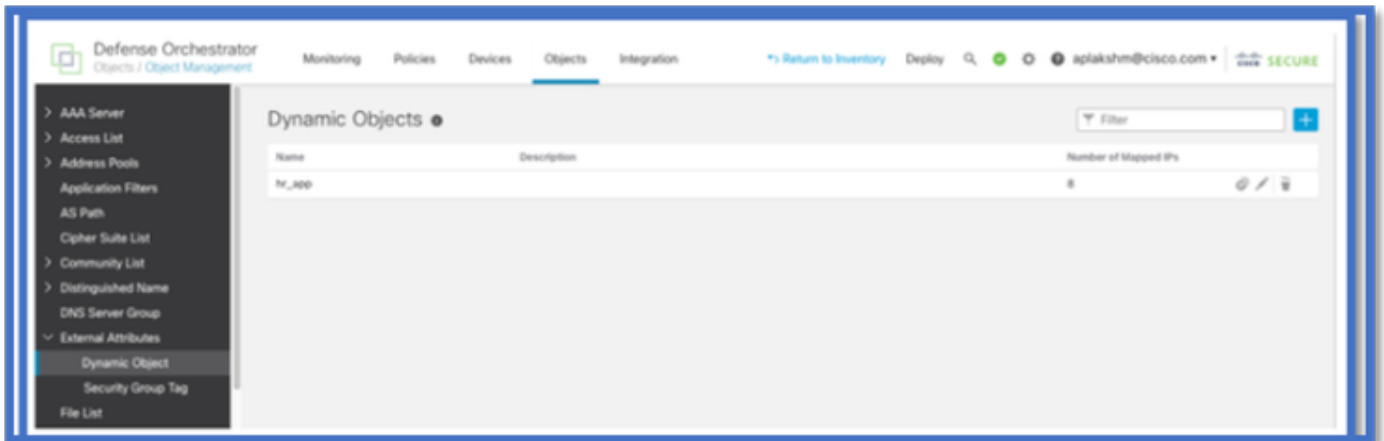 Defense Orchestrator
Objects / Object Management
Monitoring Policies Devices Objects Integration Return to Inventory Deploy aplakshm@cisco.com SECURE
AAA Server
Access List
Address Pools
Application Filters
AS Path
Cipher Suite List
Community List
Distinguished Name
DNS Server Group
External Attributes
Dynamic Object
Security Group Tag
File List
Dynamic Objects
Filter
Name Description Number of Mapped IPs
hr_app 8